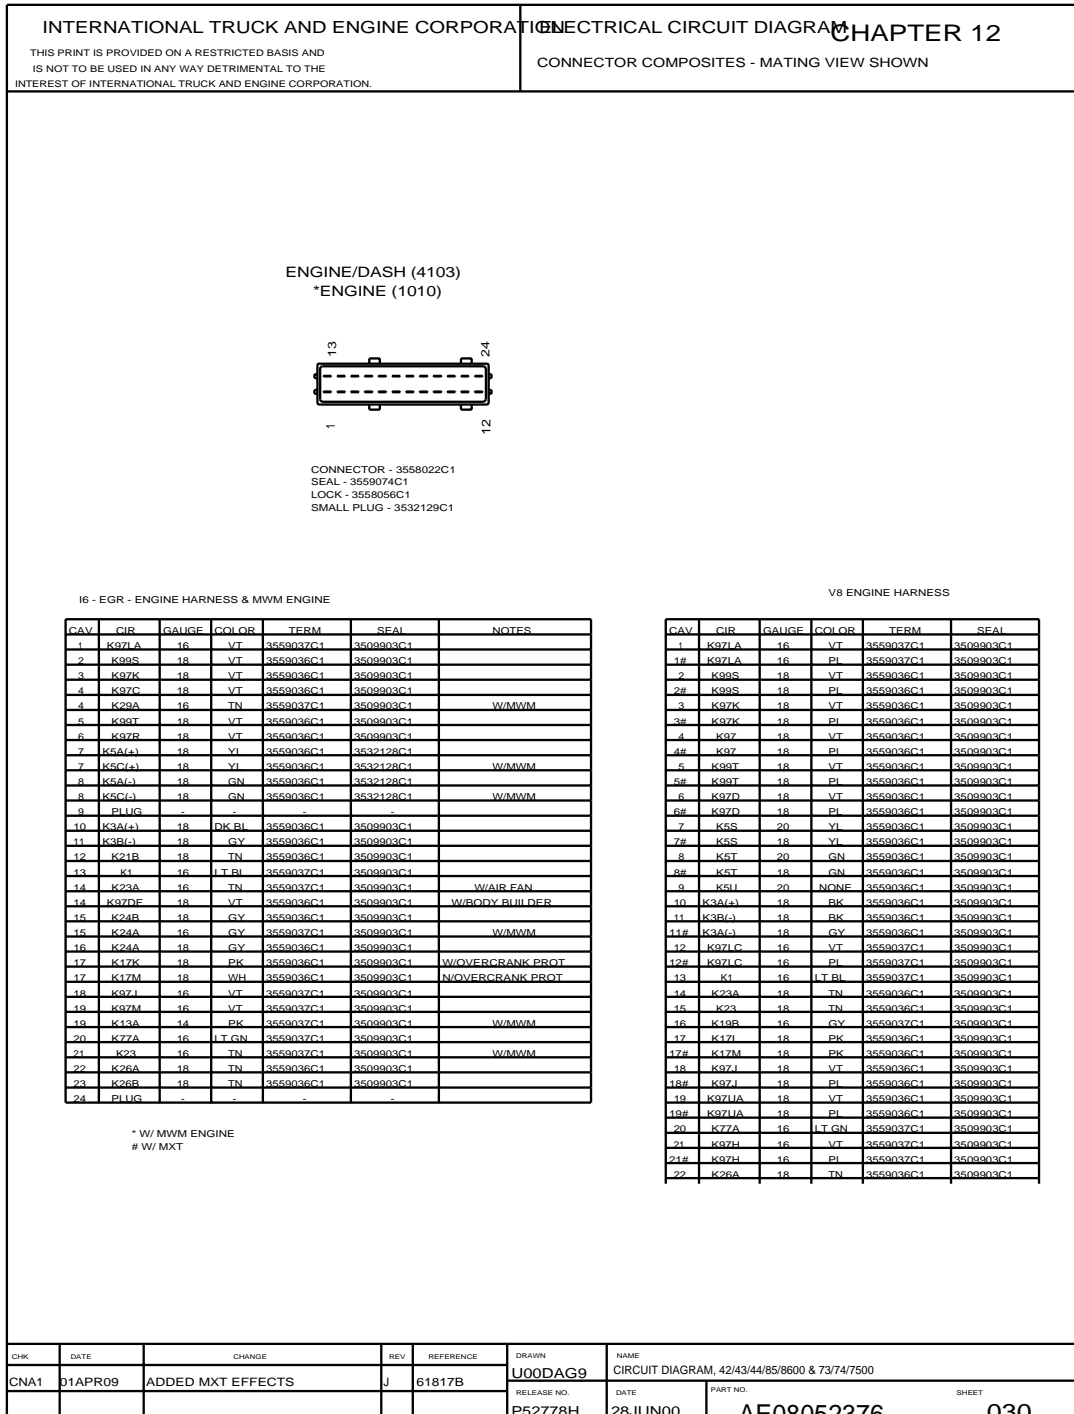 INTERNATIONAL TRUCK AND ENGINE CORPORATION
THIS PRINT IS PROVIDED ON A RESTRICTED BASIS AND
IS NOT TO BE USED IN ANY WAY DETRIMENTAL TO THE
INTEREST OF INTERNATIONAL TRUCK AND ENGINE CORPORATION.
ELECTRICAL CIRCUIT DIAGRAM
CHAPTER 12
CONNECTOR COMPOSITES - MATING VIEW SHOWN
ENGINE/DASH (4103)
*ENGINE (1010)
13 24
1 12
CONNECTOR - 3558022C1
SEAL - 3559074C1
LOCK - 3558056C1
SMALL PLUG - 3532129C1
I6 - EGR - ENGINE HARNESS & MWM ENGINE
CAV CIR GAUGE COLOR TERM SEAL NOTES
1 K97LA 16 VT 3559037C1 3509903C1
2 K99S 18 VT 3559036C1 3509903C1
3 K97K 18 VT 3559036C1 3509903C1
4 K97C 18 VT 3559036C1 3509903C1
4 K29A 16 TN 3559037C1 3509903C1 W/MWM
5 K99T 18 VT 3559036C1 3509903C1
6 K97R 18 VT 3559036C1 3509903C1
7 K5A(+) 18 YL 3559036C1 3532128C1
7 K5C(+) 18 YL 3559036C1 3532128C1 W/MWM
8 K5A(-) 18 GN 3559036C1 3532128C1
8 K5C(-) 18 GN 3559036C1 3532128C1 W/MWM
9 PLUG - - - -
10 K3A(+) 18 DK BL 3559036C1 3509903C1
11 K3B(-) 18 GY 3559036C1 3509903C1
12 K21B 18 TN 3559036C1 3509903C1
13 K1 16 LT BL 3559037C1 3509903C1
14 K23A 16 TN 3559037C1 3509903C1 W/AIR FAN
14 K97DF 18 VT 3559036C1 3509903C1 W/BODY BUILDER
15 K24B 18 GY 3559036C1 3509903C1
15 K24A 16 GY 3559037C1 3509903C1 W/MWM
16 K24A 18 GY 3559036C1 3509903C1
17 K17K 18 PK 3559036C1 3509903C1 W/OVERCRANK PROT
17 K17M 18 WH 3559036C1 3509903C1 N/OVERCRANK PROT
18 K97J 16 VT 3559037C1 3509903C1
19 K97M 16 VT 3559037C1 3509903C1
19 K13A 14 PK 3559037C1 3509903C1 W/MWM
20 K77A 16 LT GN 3559037C1 3509903C1
21 K23 16 TN 3559037C1 3509903C1 W/MWM
22 K26A 18 TN 3559036C1 3509903C1
23 K26B 18 TN 3559036C1 3509903C1
24 PLUG - - - -
* W/ MWM ENGINE
# W/ MXT
V8 ENGINE HARNESS
CAV CIR GAUGE COLOR TERM SEAL
1 K97LA 16 VT 3559037C1 3509903C1
1# K97LA 16 PL 3559037C1 3509903C1
2 K99S 18 VT 3559036C1 3509903C1
2# K99S 18 PL 3559036C1 3509903C1
3 K97K 18 VT 3559036C1 3509903C1
3# K97K 18 PL 3559036C1 3509903C1
4 K97 18 VT 3559036C1 3509903C1
4# K97 18 PL 3559036C1 3509903C1
5 K99T 18 VT 3559036C1 3509903C1
5# K99T 18 PL 3559036C1 3509903C1
6 K97D 18 VT 3559036C1 3509903C1
6# K97D 18 PL 3559036C1 3509903C1
7 K5S 20 YL 3559036C1 3509903C1
7# K5S 18 YL 3559036C1 3509903C1
8 K5T 20 GN 3559036C1 3509903C1
8# K5T 18 GN 3559036C1 3509903C1
9 K5U 20 NONE 3559036C1 3509903C1
10 K3A(+) 18 BK 3559036C1 3509903C1
11 K3B(-) 18 BK 3559036C1 3509903C1
11# K3A(-) 18 GY 3559036C1 3509903C1
12 K97LC 16 VT 3559037C1 3509903C1
12# K97LC 16 PL 3559037C1 3509903C1
13 K1 16 LT BL 3559037C1 3509903C1
14 K23A 18 TN 3559036C1 3509903C1
15 K23 18 TN 3559036C1 3509903C1
16 K19B 16 GY 3559037C1 3509903C1
17 K17L 18 PK 3559036C1 3509903C1
17# K17M 18 PK 3559036C1 3509903C1
18 K97J 18 VT 3559036C1 3509903C1
18# K97J 18 PL 3559036C1 3509903C1
19 K97UA 18 VT 3559036C1 3509903C1
19# K97UA 18 PL 3559036C1 3509903C1
20 K77A 16 LT GN 3559037C1 3509903C1
21 K97H 16 VT 3559037C1 3509903C1
21# K97H 16 PL 3559037C1 3509903C1
22 K26A 18 TN 3559036C1 3509903C1
CHK DATE CHANGE REV REFERENCE
CNA1 01APR09 ADDED MXT EFFECTS J 61817B
DRAWN
U00DAG9
NAME
CIRCUIT DIAGRAM, 42/43/44/85/8600 & 73/74/7500
RELEASE NO. DATE PART NO. SHEET
P52778H 28JUN00 AE08052376 030